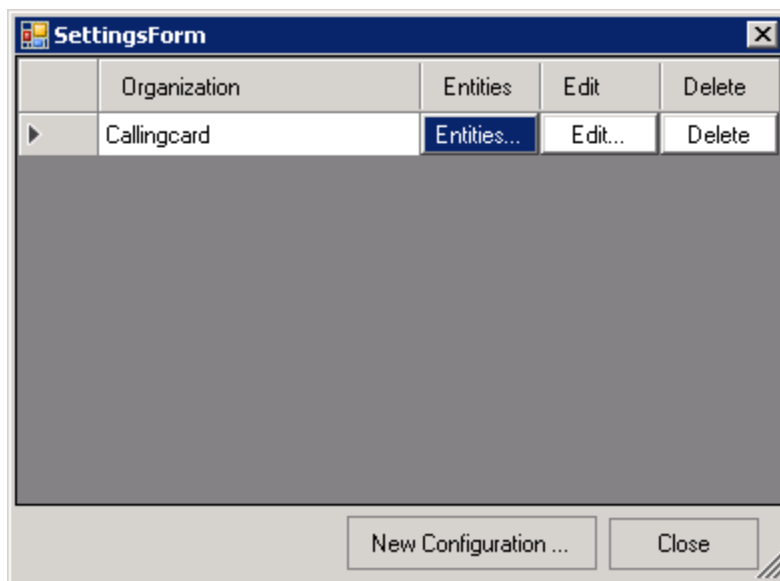 SettingsForm
Organization Entities Edit Delete
Callingcard Entities... Edit... Delete
New Configuration ... Close